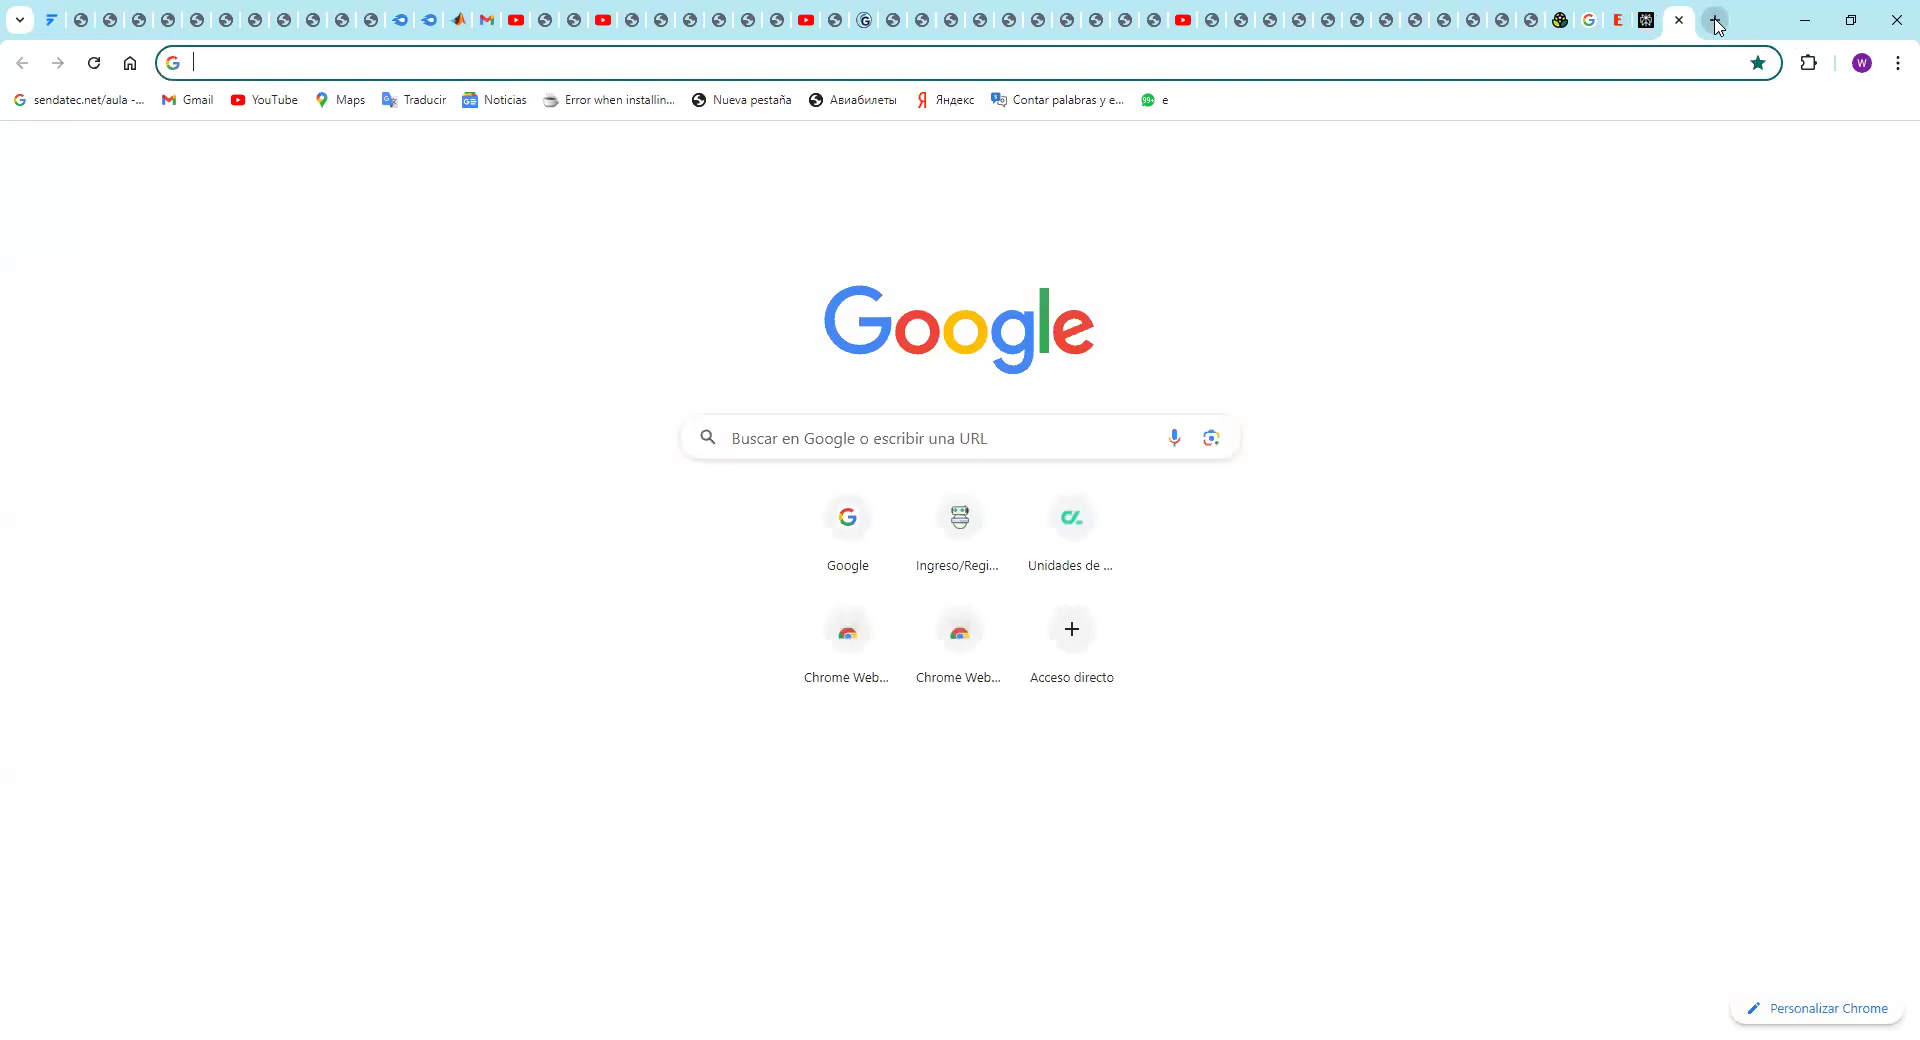 sendatec.net/aula -...
Gmail
YouTube
Maps
Traducir
Noticias
Error when installin...
Nueva pestaña
Авиабилеты
Яндекс
Contar palabras y e...
e
W
Google
Buscar en Google o escribir una URL
Google
Ingreso/Regi...
Unidades de ...
Chrome Web...
Chrome Web...
Acceso directo
Personalizar Chrome